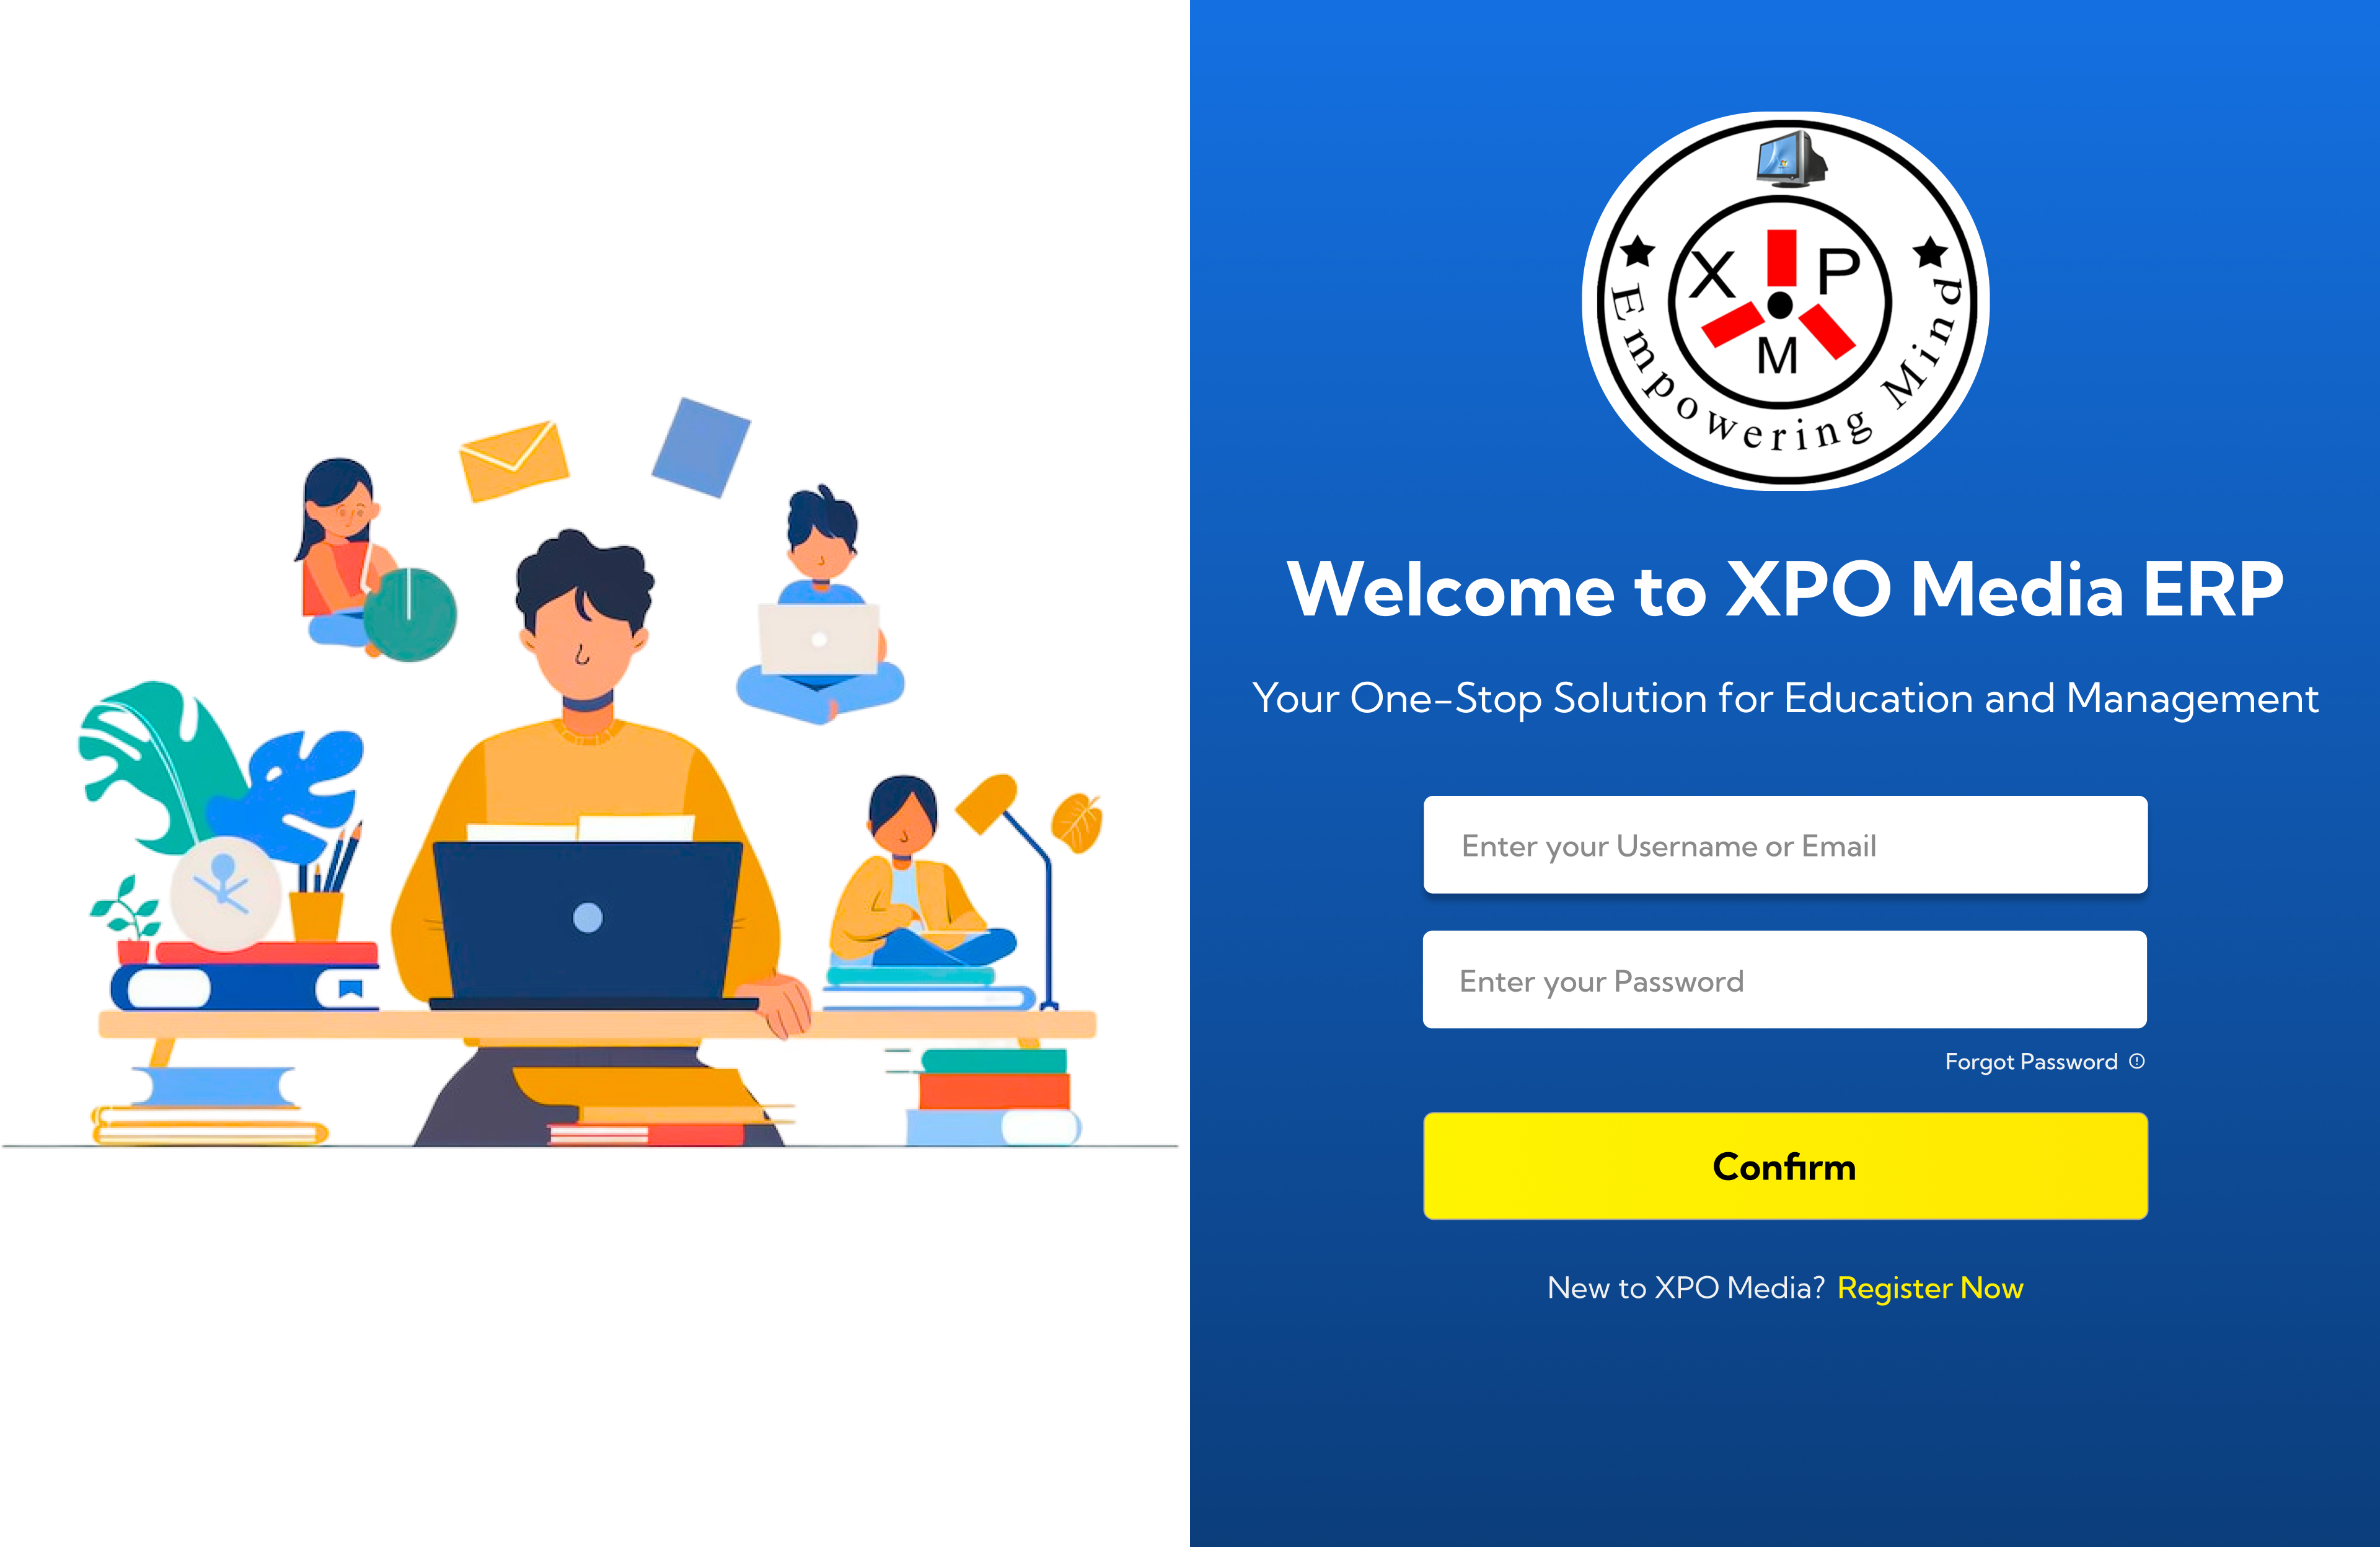 X P
M
Empowering Mind
Welcome to XPO Media ERP
Your One-Stop Solution for Education and Management
Enter your Username or Email
Enter your Password
Forgot Password
Confirm
New to XPO Media? Register Now